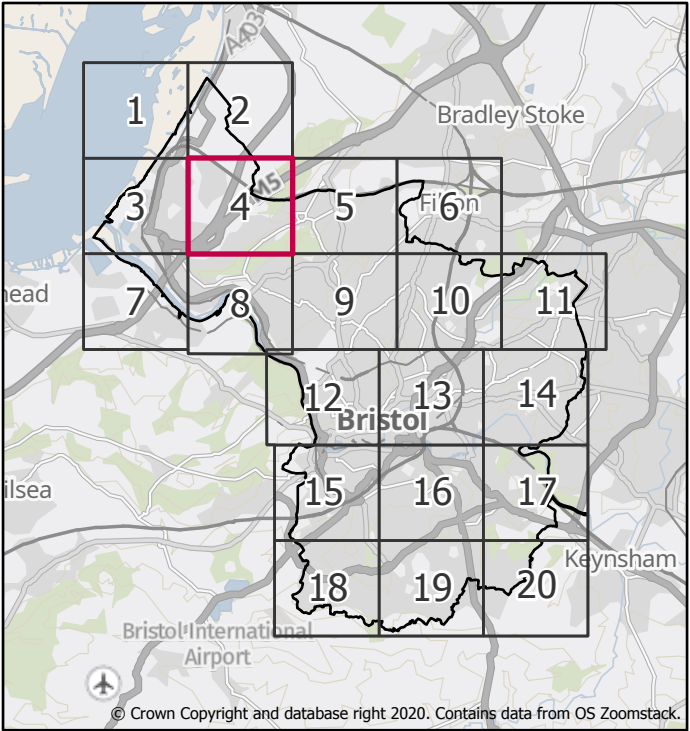 A403
1
2
Bradley Stoke
M5
3
4
5
6
Filton
head
7
8
9
10
11
12
13
14
Bristol
ilsea
15
16
17
Keynsham
18
19
20
Bristol International
Airport
© Crown Copyright and database right 2020. Contains data from OS Zoomstack.